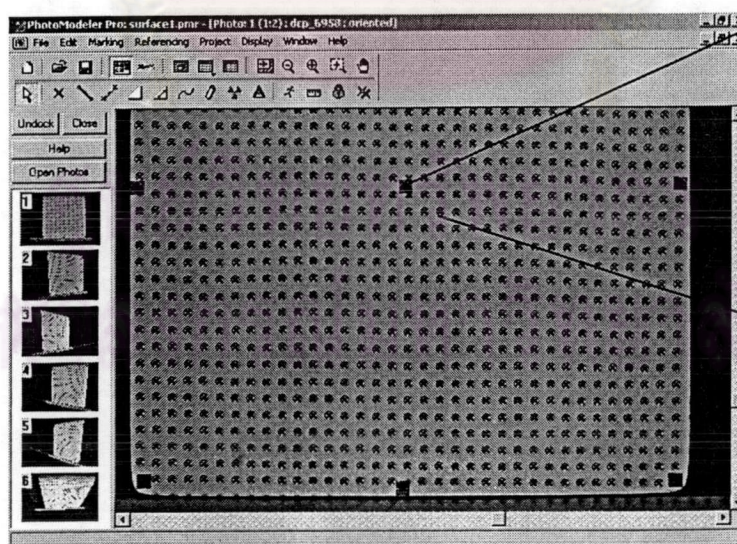 PhotoModeler Pro: surface1.pmr - [Photo: 1 (1:2): dcp_6958 : oriented]
File Edit Marking Referencing Project Display Window Help
Undock Close
Help
Open Photos
1
2
3
4
5
6